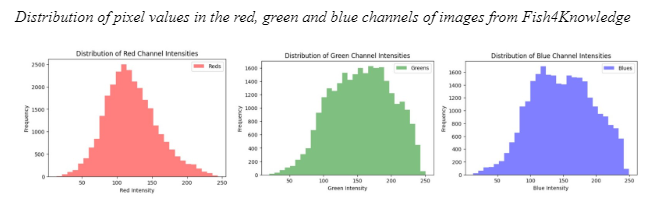 Distribution of pixel values in the red, green and blue channels of images from Fish4Knowledge
Distribution of Red Channel Intensities
Reds
Frequency
2500
2000
1500
1000
500
0
50 100 150 200 250
Red Intensity
Distribution of Green Channel Intensities
Greens
Frequency
1600
1400
1200
1000
800
600
400
200
0
50 100 150 200 250
Green Intensity
Distribution of Blue Channel Intensities
Blues
Frequency
1600
1400
1200
1000
800
600
400
200
0
50 100 150 200 250
Blue Intensity